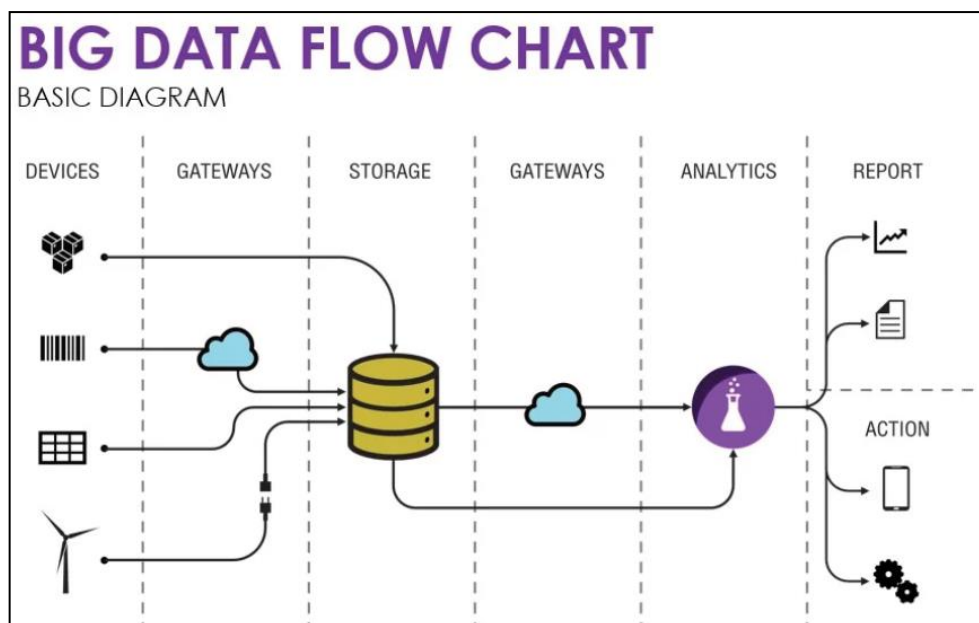 BIG DATA FLOW CHART
BASIC DIAGRAM
DEVICES
GATEWAYS
STORAGE
GATEWAYS
ANALYTICS
REPORT
ACTION